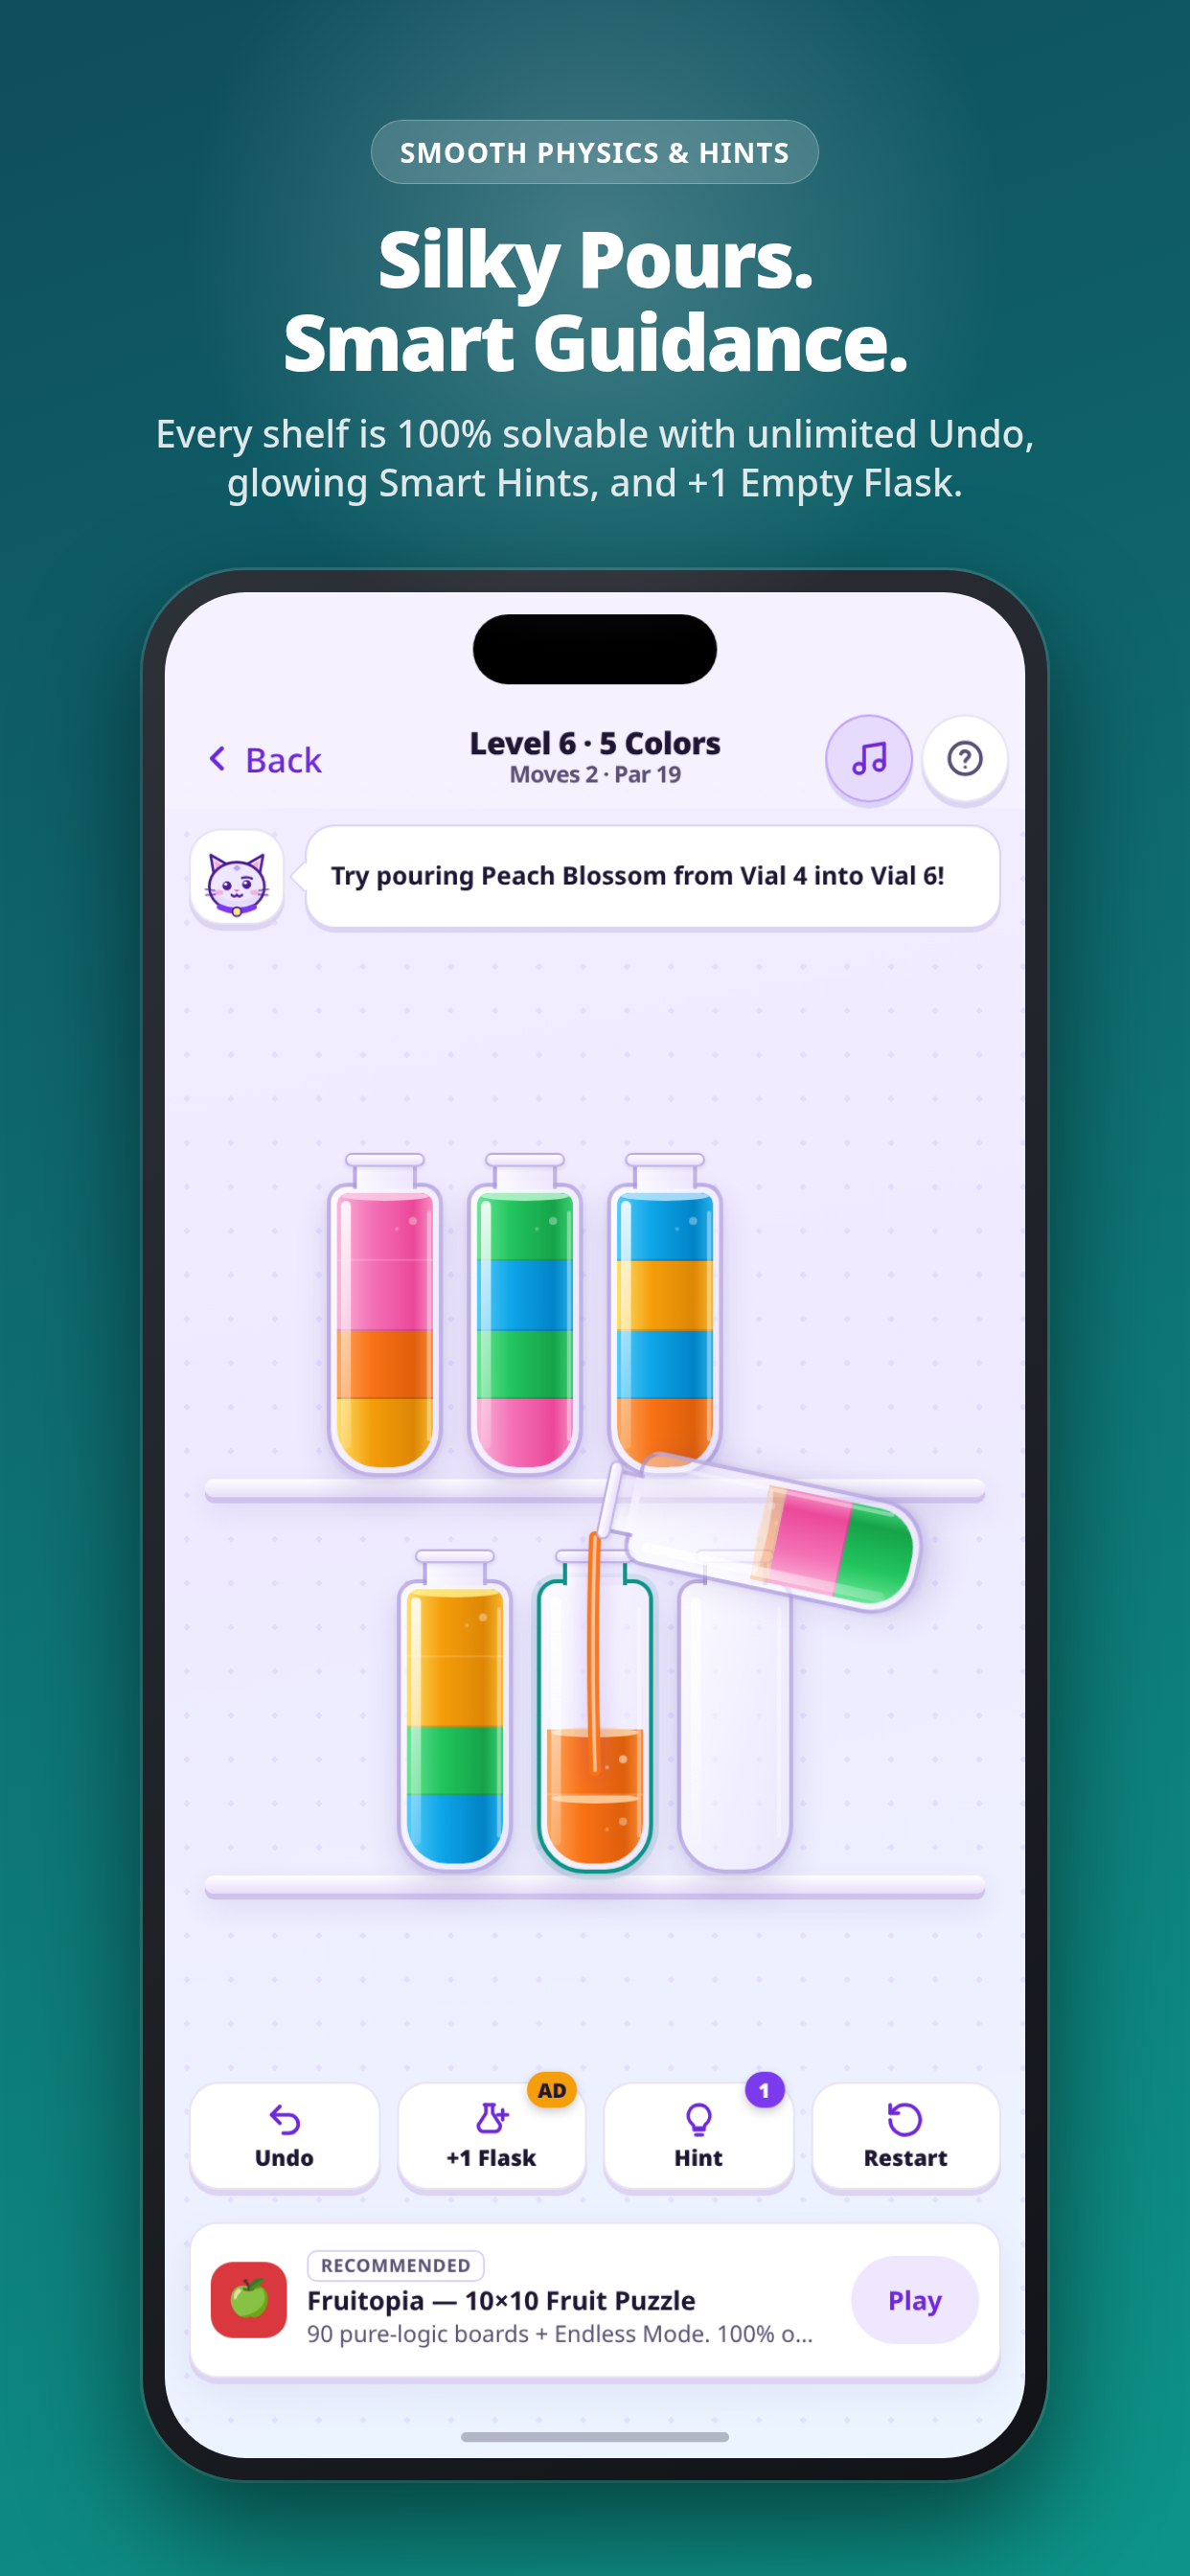 SMOOTH PHYSICS & HINTS
Silky Pours.
Smart Guidance.
Every shelf is 100% solvable with unlimited Undo,
glowing Smart Hints, and +1 Empty Flask.
Back
Level 6 · 5 Colors
Moves 2 · Par 19
Try pouring Peach Blossom from Vial 4 into Vial 6!
Undo
AD
+1 Flask
1
Hint
Restart
RECOMMENDED
Fruitopia — 10×10 Fruit Puzzle
90 pure-logic boards + Endless Mode. 100% o...
Play